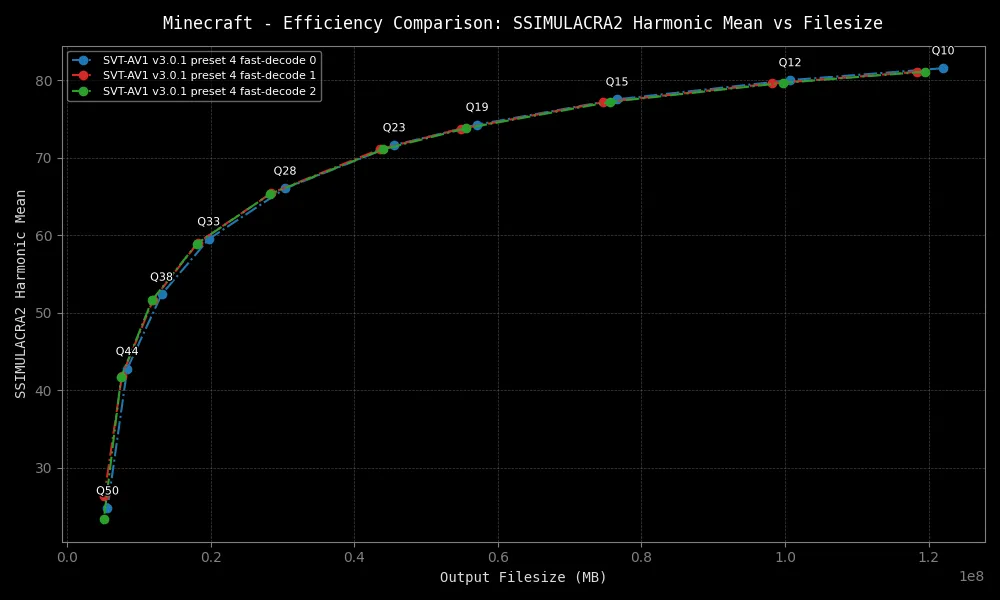 Minecraft - Efficiency Comparison: SSIMULACRA2 Harmonic Mean vs Filesize
SVT-AV1 v3.0.1 preset 4 fast-decode 0
SVT-AV1 v3.0.1 preset 4 fast-decode 1
SVT-AV1 v3.0.1 preset 4 fast-decode 2
Q10
Q12
Q15
Q19
Q23
Q28
Q33
Q38
Q44
Q50
SSIMULACRA2 Harmonic Mean
80
70
60
50
40
30
0.0
0.2
0.4
0.6
0.8
1.0
1.2
1e8
Output Filesize (MB)